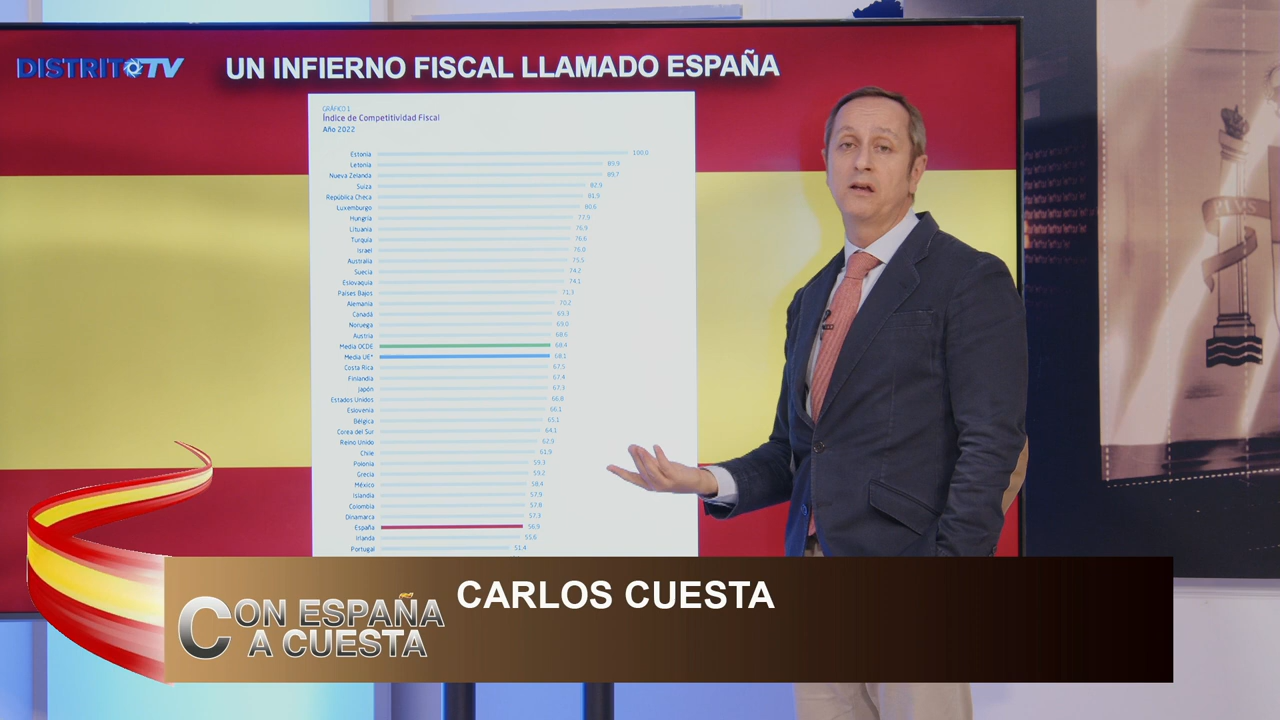 DISTRITO TV
UN INFIERNO FISCAL LLAMADO ESPAÑA
GRÁFICO 1
Índice de Competitividad Fiscal
Año 2022
Estonia 100,0
Letonia 89,9
Nueva Zelanda 89,7
Suiza 82,9
República Checa 81,9
Luxemburgo 80,6
Hungría 77,9
Lituania 76,9
Turquía 76,6
Israel 76,0
Australia 75,5
Suecia 74,2
Eslovaquia 74,1
Países Bajos 71,3
Alemania 70,2
Canadá 69,3
Noruega 69,0
Austria 68,6
Media OCDE 68,4
Media UE* 68,1
Costa Rica 67,5
Finlandia 67,4
Japón 67,3
Estados Unidos 66,8
Eslovenia 66,1
Bélgica 65,1
Corea del Sur 64,1
Reino Unido 62,9
Chile 61,9
Polonia 59,3
Grecia 59,2
México 58,4
Islandia 57,9
Colombia 57,8
Dinamarca 57,3
España 56,9
Irlanda 55,6
Portugal 51,4
PLVS
CARLOS CUESTA
CON ESPAÑA
A CUESTA